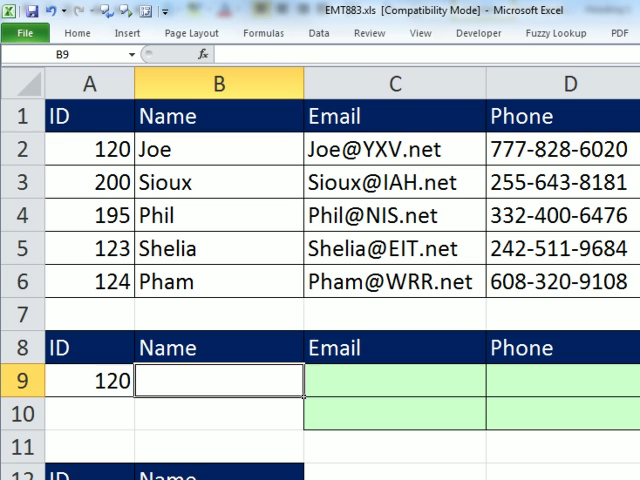 EMT883.xls [Compatibility Mode] - Microsoft Excel
File Home Insert Page Layout Formulas Data Review View Developer Fuzzy Lookup PDF
B9 fx
A B C D
1 ID Name Email Phone
2 120 Joe Joe@YXV.net 777-828-6020
3 200 Sioux Sioux@IAH.net 255-643-8181
4 195 Phil Phil@NIS.net 332-400-6476
5 123 Shelia Shelia@EIT.net 242-511-9684
6 124 Pham Pham@WRR.net 608-320-9108
7
8 ID Name Email Phone
9 120
10
11
12 ID Name